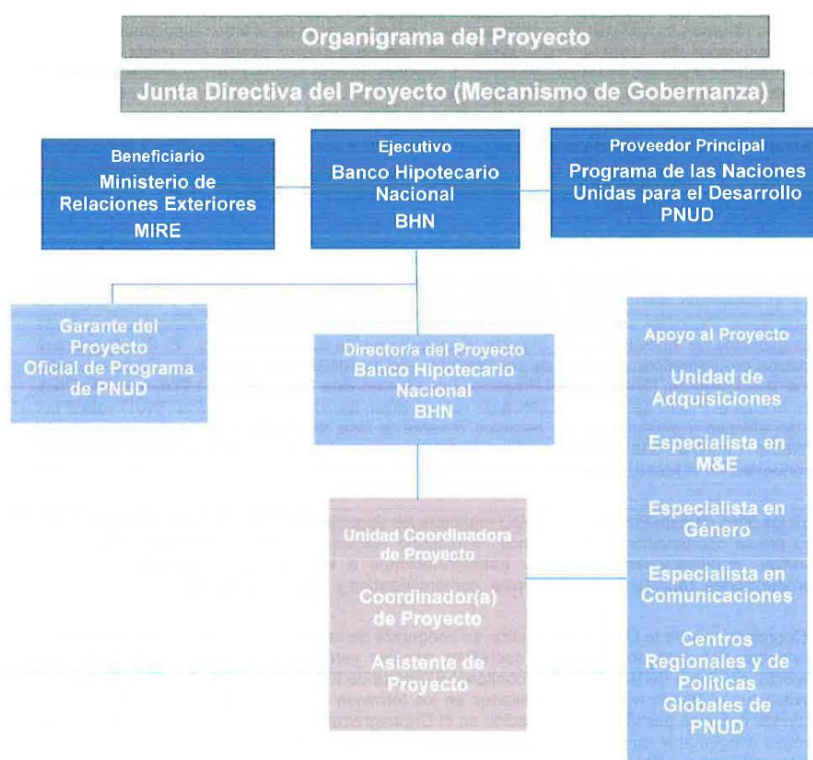 Organigrama del Proyecto
Junta Directiva del Proyecto (Mecanismo de Gobernanza)
Beneficiario
Ministerio de
Relaciones Exteriores
MIRE
Ejecutivo
Banco Hipotecario
Nacional
BHN
Proveedor Principal
Programa de las Naciones
Unidas para el Desarrollo
PNUD
Garante del
Proyecto
Oficial de Programa
de PNUD
Director/a del Proyecto
Banco Hipotecario
Nacional
BHN
Apoyo al Proyecto
Unidad de
Adquisiciones
Especialista en
M&E
Especialista en
Género
Especialista en
Comunicaciones
Centros
Regionales y de
Políticas
Globales de
PNUD
Unidad Coordinadora
de Proyecto
Coordinador(a)
de Proyecto
Asistente de
Proyecto